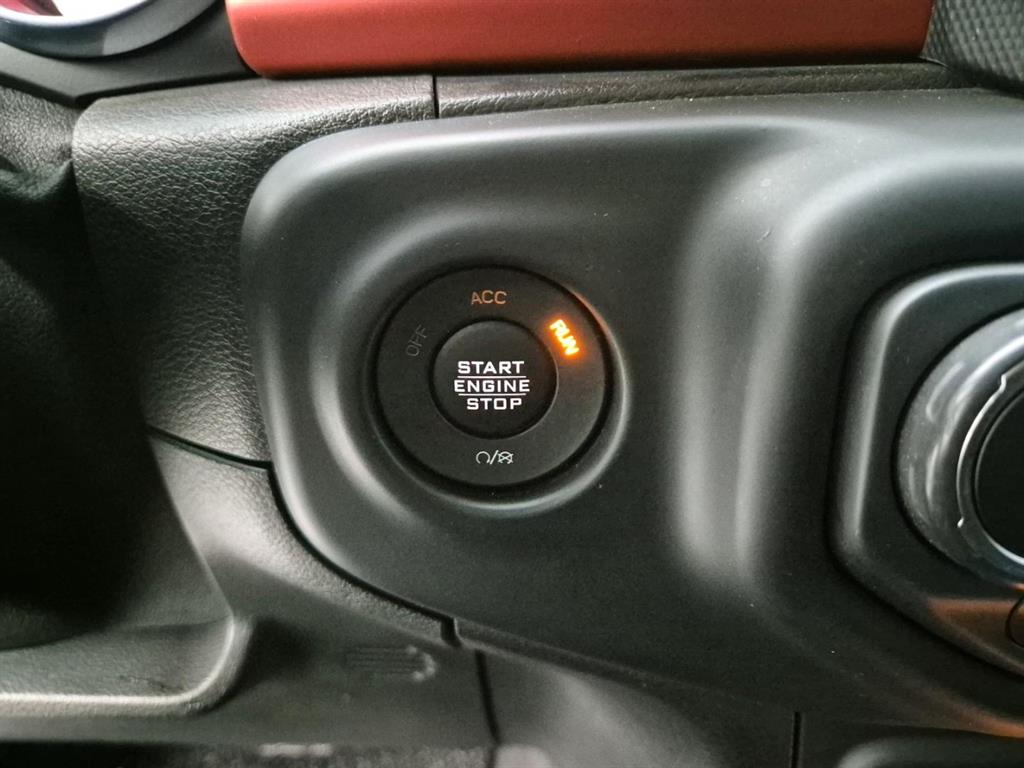 ACC
OFF
RUN
START
ENGINE
STOP